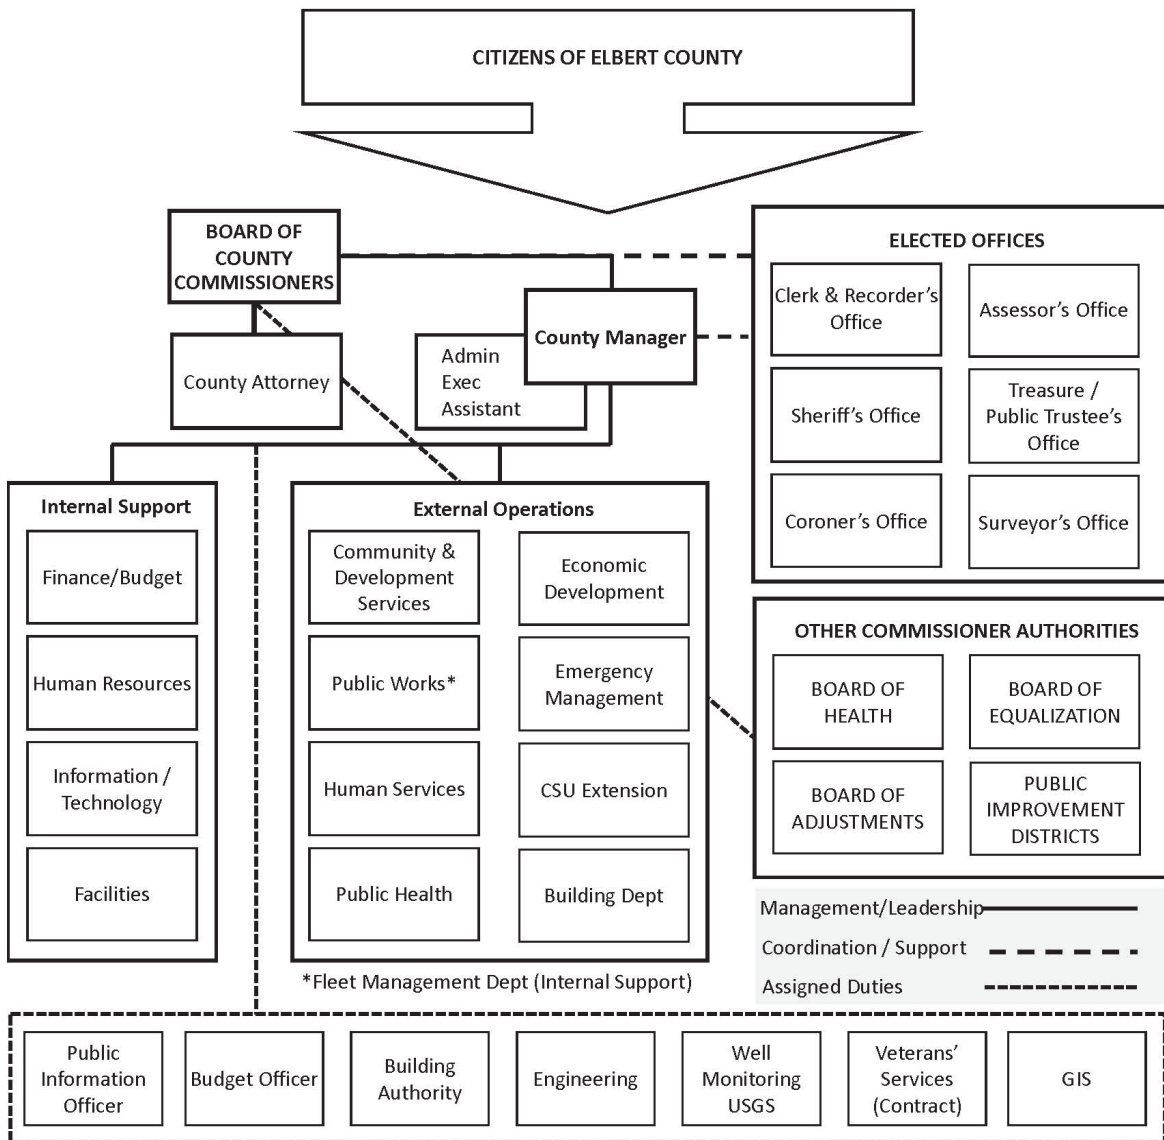 CITIZENS OF ELBERT COUNTY
BOARD OF
COUNTY
COMMISSIONERS
County Attorney
Admin
Exec
Assistant
County Manager
ELECTED OFFICES
Clerk & Recorder's
Office
Assessor's Office
Sheriff's Office
Treasure /
Public Trustee's
Office
Coroner's Office
Surveyor's Office
Internal Support
Finance/Budget
Human Resources
Information /
Technology
Facilities
External Operations
Community &
Development
Services
Economic
Development
Public Works*
Emergency
Management
Human Services
CSU Extension
Public Health
Building Dept
*Fleet Management Dept (Internal Support)
OTHER COMMISSIONER AUTHORITIES
BOARD OF
HEALTH
BOARD OF
EQUALIZATION
BOARD OF
ADJUSTMENTS
PUBLIC
IMPROVEMENT
DISTRICTS
Management/Leadership
Coordination / Support
Assigned Duties
Public
Information
Officer
Budget Officer
Building
Authority
Engineering
Well
Monitoring
USGS
Veterans'
Services
(Contract)
GIS